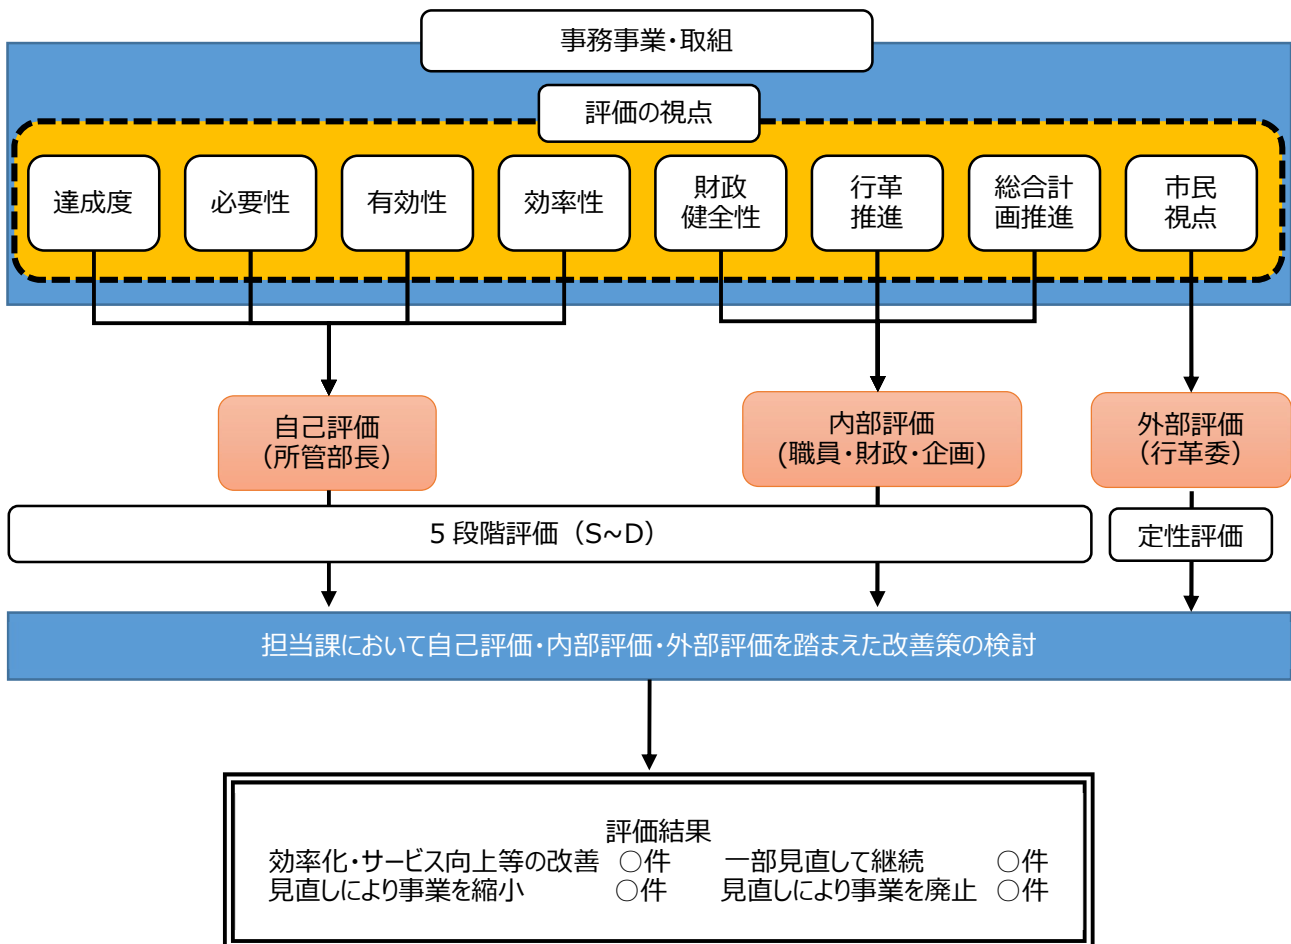 事務事業・取組
評価の視点
達成度
必要性
有効性
効率性
財政
健全性
行革
推進
総合計
画推進
市民
視点
自己評価
（所管部長）
内部評価
(職員・財政・企画)
外部評価
（行革委）
5段階評価（S~D）
定性評価
担当課において自己評価・内部評価・外部評価を踏まえた改善策の検討
評価結果
効率化・サービス向上等の改善 ○件 一部見直して継続 ○件
見直しにより事業を縮小 ○件 見直しにより事業を廃止 ○件